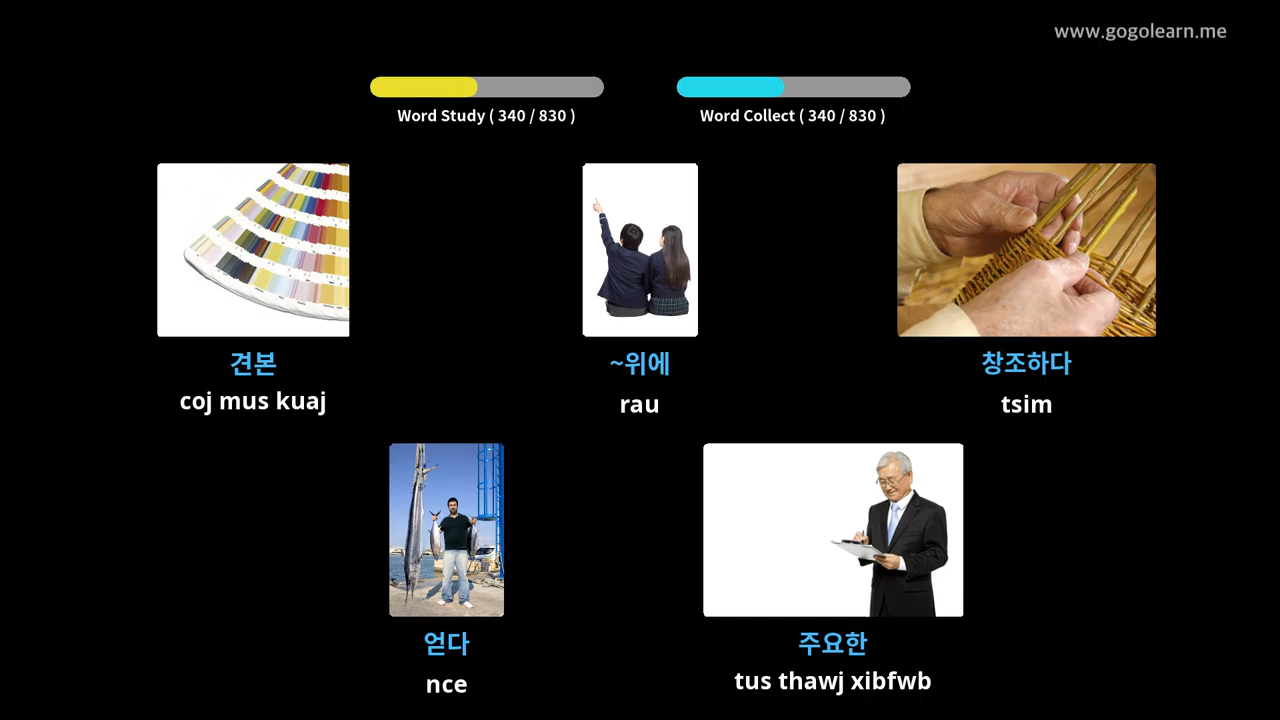 www.gogolearn.me
Word Study ( 340 / 830 )
Word Collect ( 340 / 830 )
견본
coj mus kuaj
~위에
rau
창조하다
tsim
얻다
nce
주요한
tus thawj xibfwb